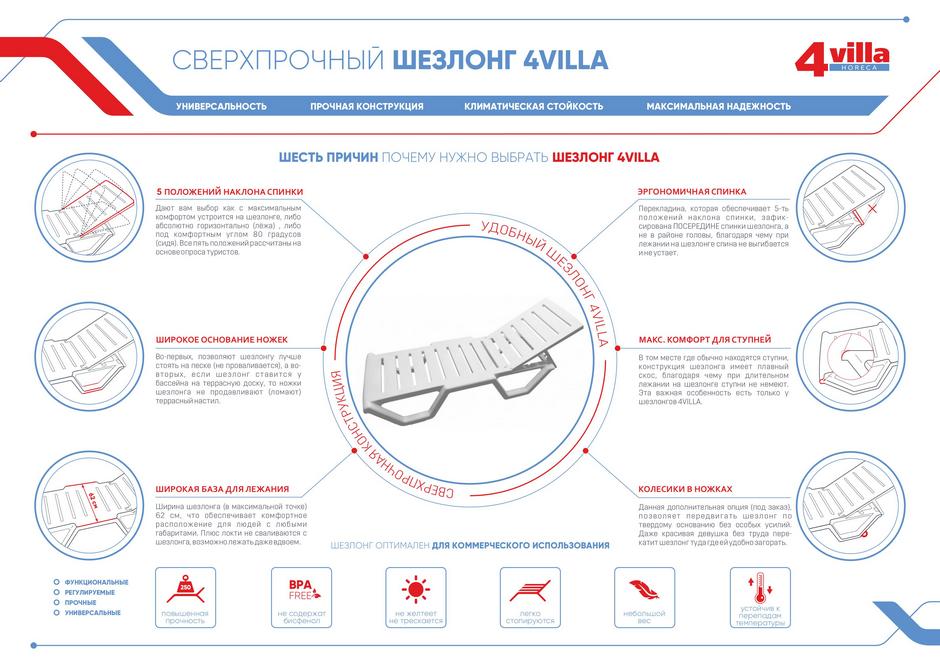 СВЕРХПРОЧНЫЙ ШЕЗЛОНГ 4VILLA
4villa
HORECA
УНИВЕРСАЛЬНОСТЬ ПРОЧНАЯ КОНСТРУКЦИЯ КЛИМАТИЧЕСКАЯ СТОЙКОСТЬ МАКСИМАЛЬНАЯ НАДЕЖНОСТЬ
ШЕСТЬ ПРИЧИН ПОЧЕМУ НУЖНО ВЫБРАТЬ ШЕЗЛОНГ 4VILLA
5 ПОЛОЖЕНИЙ НАКЛОНА СПИНКИ
Дают вам выбор как с максимальным
комфортом устроится на шезлонге, либо
абсолютно горизонтально (лёжа) , либо
под комфортным углом 80 градусов
(сидя). Все пять положений рассчитаны на
основе опроса туристов.
ШИРОКОЕ ОСНОВАНИЕ НОЖЕК
Во-первых, позволяют шезлонгу лучше
стоять на песке (не проваливается), а во-
вторых, если шезлонг ставится у
бассейна на террасную доску, то ножки
шезлонга не продавливают (ломают)
террасный настил.
ШИРОКАЯ БАЗА ДЛЯ ЛЕЖАНИЯ
Ширина шезлонга (в максимальной точке)
62 см, что обеспечивает комфортное
расположение для людей с любыми
габаритами. Плюс локти не сваливаются с
шезлонга, возможно лежать даже вдвоем.
62 см
УДОБНЫЙ ШЕЗЛОНГ 4VILLA
СВЕРХПРОЧНАЯ КОНСТРУКЦИЯ
ЭРГОНОМИЧНАЯ СПИНКА
Перекладина, которая обеспечивает 5-ть
положений наклона спинки, зафик-
сирована ПОСЕРЕДИНЕ спинки шезлонга, а
не в районе головы, благодаря чему при
лежании на шезлонге спина не выгибается
и не устает.
МАКС. КОМФОРТ ДЛЯ СТУПНЕЙ
В том месте где обычно находятся ступни,
конструкция шезлонга имеет плавный
скос, благодаря чему при длительном
лежании на шезлонге ступни не немеют.
Эта важная особенность есть только у
шезлонгов 4VILLA.
КОЛЕСИКИ В НОЖКАХ
Данная дополнительная опция (под заказ),
позволяет передвигать шезлонг по
твердому основанию без особых усилий.
Даже красивая девушка без труда пере-
катит шезлонг туда где ей удобно загорать.
ШЕЗЛОНГ ОПТИМАЛЕН ДЛЯ КОММЕРЧЕСКОГО ИСПОЛЬЗОВАНИЯ
ФУНКЦИОНАЛЬНЫЕ
РЕГУЛИРУЕМЫЕ
ПРОЧНЫЕ
УНИВЕРСАЛЬНЫЕ
250
повышенная
прочность
BPA
FREE
не содержат
бисфенол
не желтеет
не трескается
легко
стопируются
небольшой
вес
устойчив к
перепадам
температуры